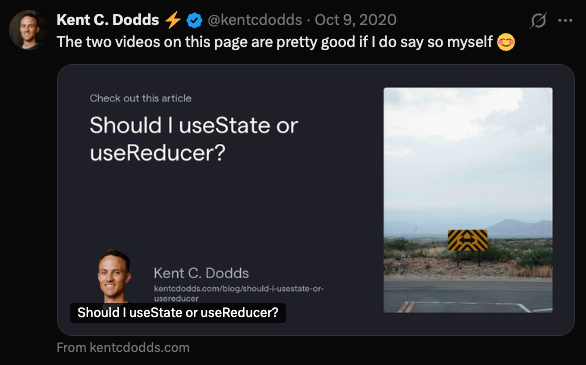 Kent C. Dodds ⚡ @kentcdodds · Oct 9, 2020
The two videos on this page are pretty good if I do say so myself 😊
Check out this article
Should I useState or
useReducer?
Kent C. Dodds
kentcdodds.com/blog/should-i-usestate-or-
usereducer
Should I useState or useReducer?
From kentcdodds.com